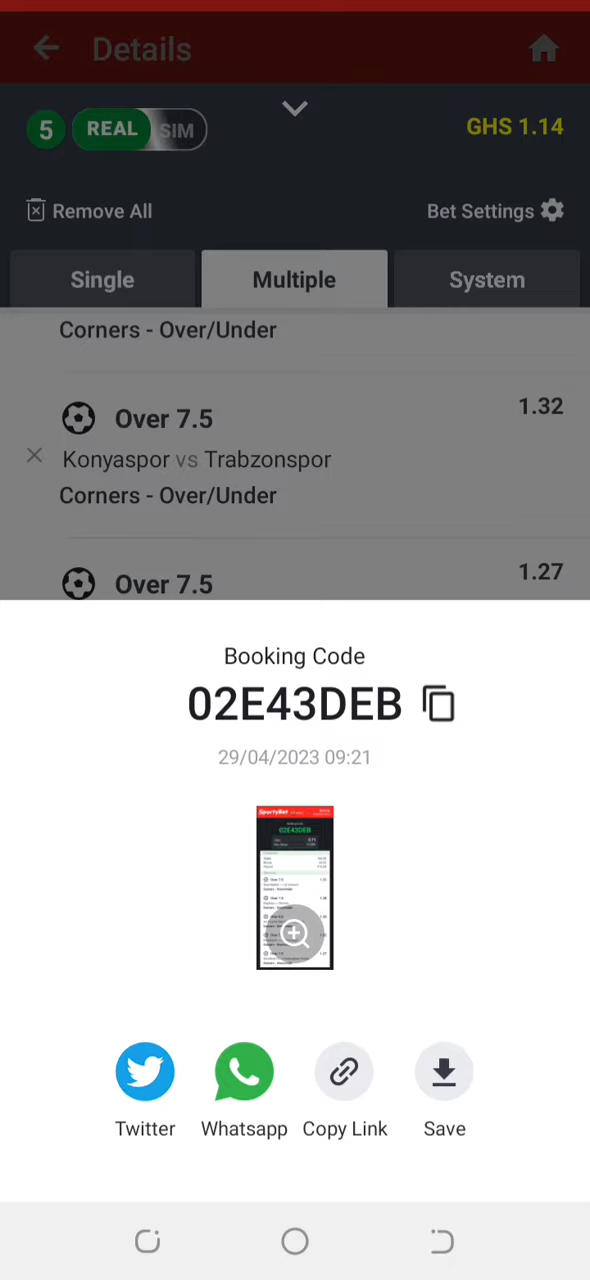 Details
5 REAL SIM GHS 1.14
Remove All Bet Settings
Single Multiple System
Corners - Over/Under
Over 7.5 1.32
Konyaspor vs Trabzonspor
Corners - Over/Under
Over 7.5 1.27
Booking Code
02E43DEB
29/04/2023 09:21
SportyBet
02E43DEB
Twitter Whatsapp Copy Link Save